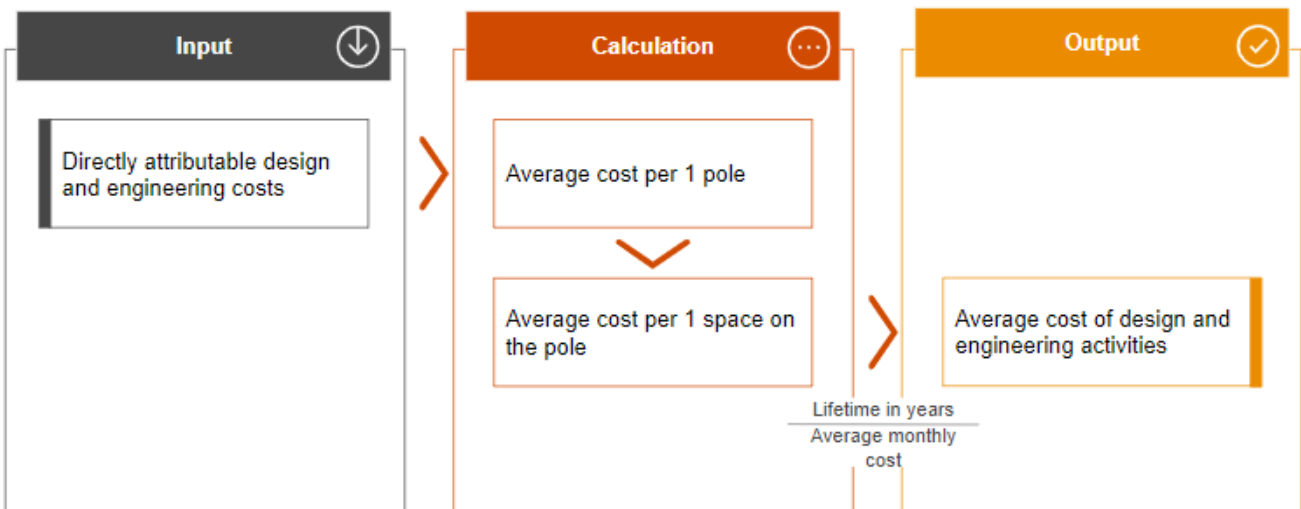 Input
Calculation
Output
Directly attributable design
and engineering costs
Average cost per 1 pole
Average cost per 1 space on
the pole
Average cost of design and
engineering activities
Lifetime in years
Average monthly
cost